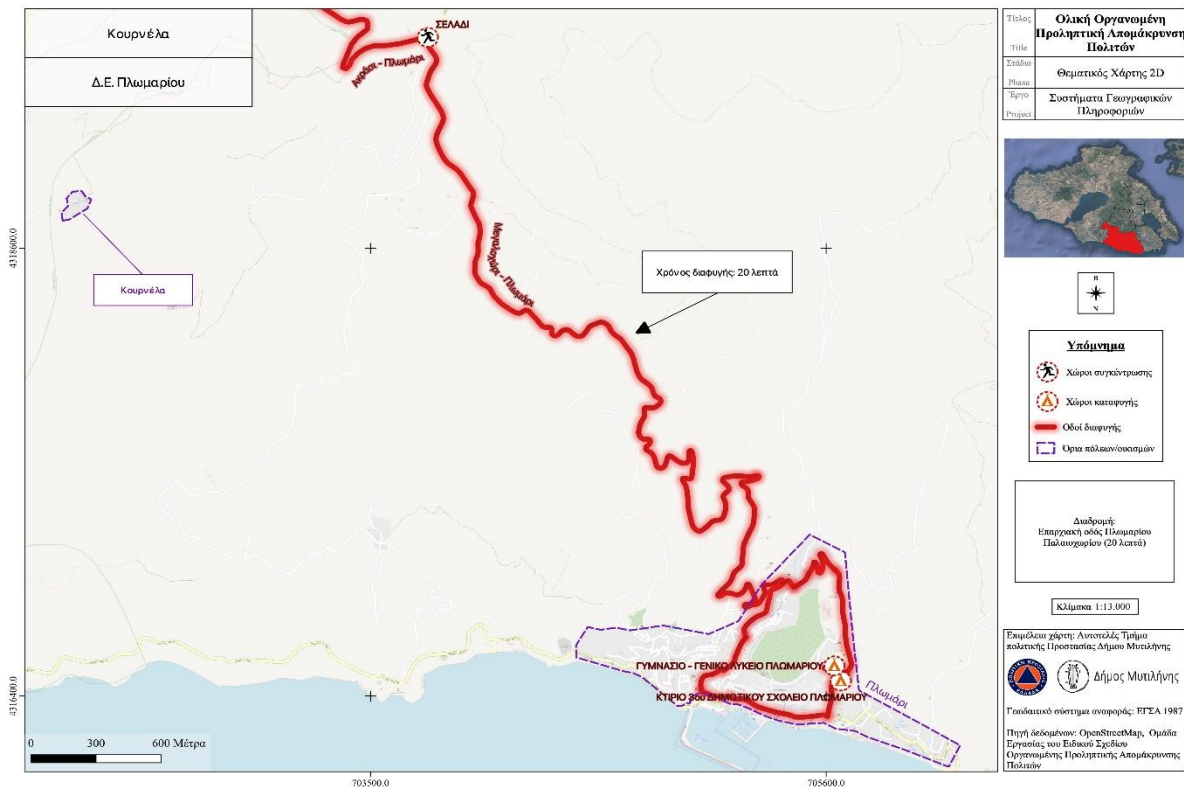 Κουρνέλα
Δ.Ε. Πλωμαρίου
ΣΕΛΑΔΙ
Ακράσι - Πλωμάρι
Μεγαλοχώρι - Πλωμάρι
Κουρνέλα
Χρόνος διαφυγής: 20 λεπτά
ΓΥΜΝΑΣΙΟ - ΓΕΝΙΚΟ ΛΥΚΕΙΟ ΠΛΩΜΑΡΙΟΥ
ΚΤΙΡΙΟ 3ου ΔΗΜΟΤΙΚΟΥ ΣΧΟΛΕΙΟ ΠΛΩΜΑΡΙΟΥ
Πλωμάρι
4318600.0
4316400.0
703500.0
705600.0
0 300 600 Μέτρα
Τίτλος
Title
Ολική Οργανωμένη
Προληπτική Απομάκρυνση
Πολιτών
Στάδιο
Phase
Θεματικός Χάρτης 2D
Έργο
Project
Συστήματα Γεωγραφικών
Πληροφοριών
Β
Ν
Υπόμνημα
Χώροι συγκέντρωσης
Χώροι καταφυγής
Οδοί διαφυγής
Όρια πόλεων/οικισμών
Διαδρομή:
Επαρχιακή οδός Πλωμαρίου
Παλαιοχωρίου (20 λεπτά)
Κλίμακα 1:13.000
Επιμέλεια χάρτη: Αυτοτελές Τμήμα
πολιτικής Προστασίας Δήμου Μυτιλήνης
Δήμος Μυτιλήνης
Γεωδαιτικό σύστημα αναφοράς: ΕΓΣΑ 1987
Πηγή δεδομένων: OpenStreetMap, Ομάδα
Εργασίας του Ειδικού Σχεδίου
Οργανωμένης Προληπτικής Απομάκρυνσης
Πολιτών